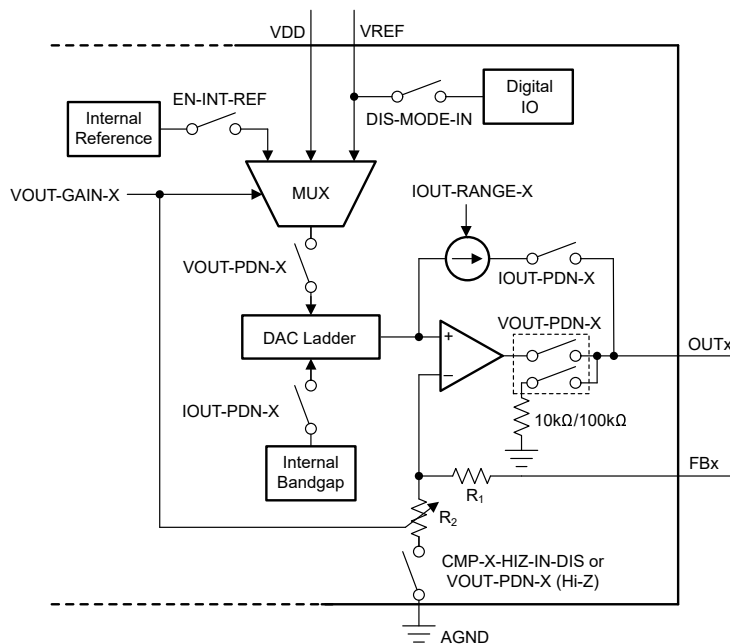 VDD
VREF
EN-INT-REF
Internal
Reference
DIS-MODE-IN
Digital
IO
MUX
VOUT-GAIN-X
IOUT-RANGE-X
VOUT-PDN-X
IOUT-PDN-X
DAC Ladder
+
–
VOUT-PDN-X
OUTx
IOUT-PDN-X
10kΩ/100kΩ
Internal
Bandgap
FBx
R₁
R₂
CMP-X-HIZ-IN-DIS or
VOUT-PDN-X (Hi-Z)
AGND